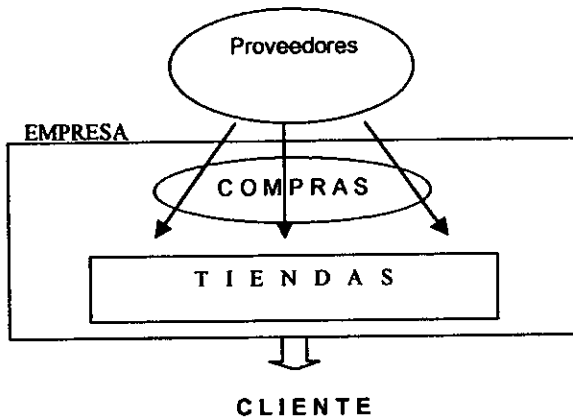 Proveedores
EMPRESA
COMPRAS
TIENDAS
CLIENTE